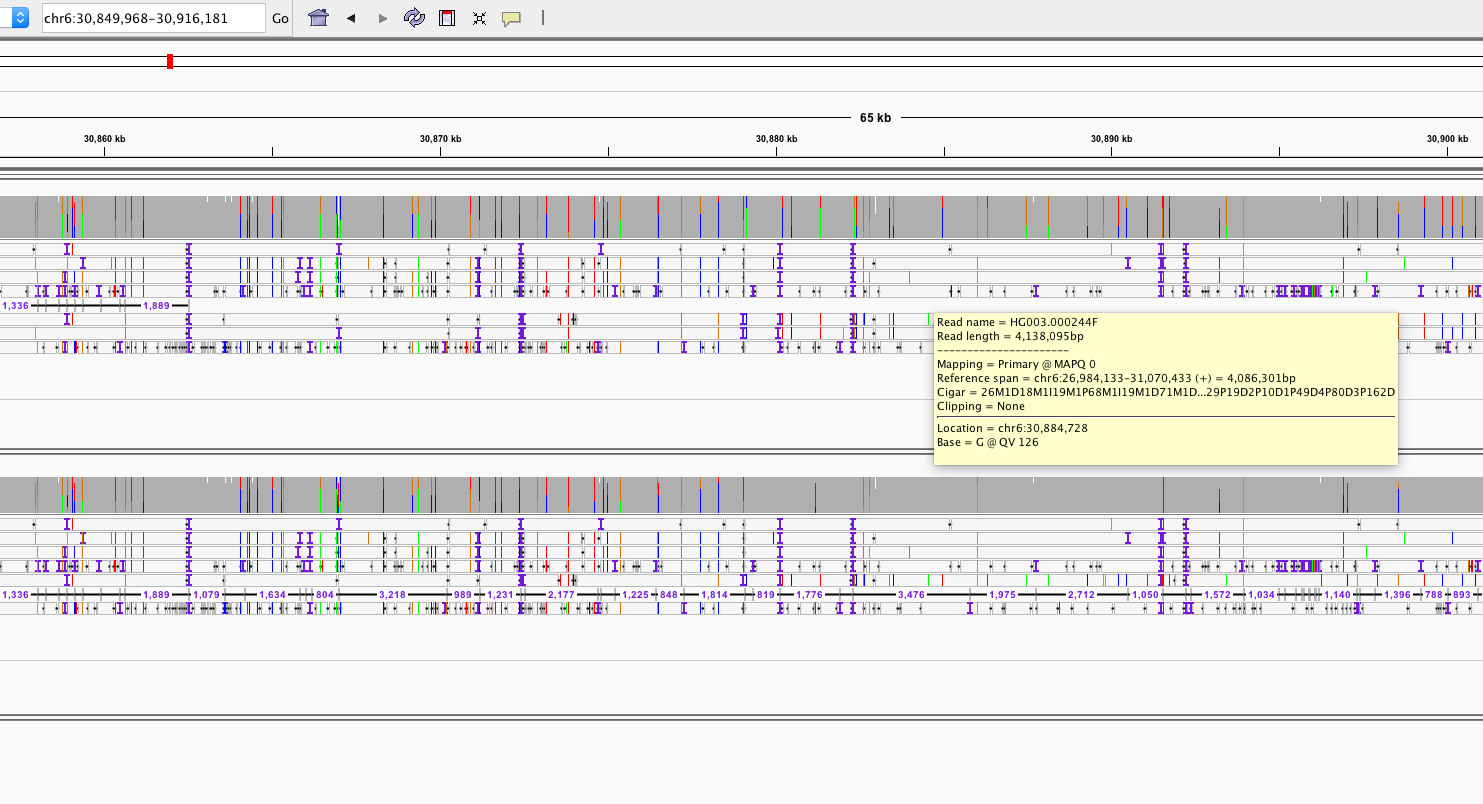 chr6:30,849,968-30,916,181 Go
65 kb
30,860 kb 30,870 kb 30,880 kb 30,890 kb 30,900 kb
1,336 1,889
Read name = HG003.000244F
Read length = 4,138,095bp
----------------------
Mapping = Primary @ MAPQ 0
Reference span = chr6:26,984,133-31,070,433 (+) = 4,086,301bp
Cigar = 26M1D18M1I19M1P68M1I19M1D71M1D...29P19D2P10D1P49D4P80D3P162D
Clipping = None
Location = chr6:30,884,728
Base = G @ QV 126
1,336 1,889 1,079 1,634 804 3,218 989 1,231 2,177 1,225 848 1,814 819 1,776 3,476 1,975 2,712 1,050 1,572 1,034 1,140 1,396 788 893